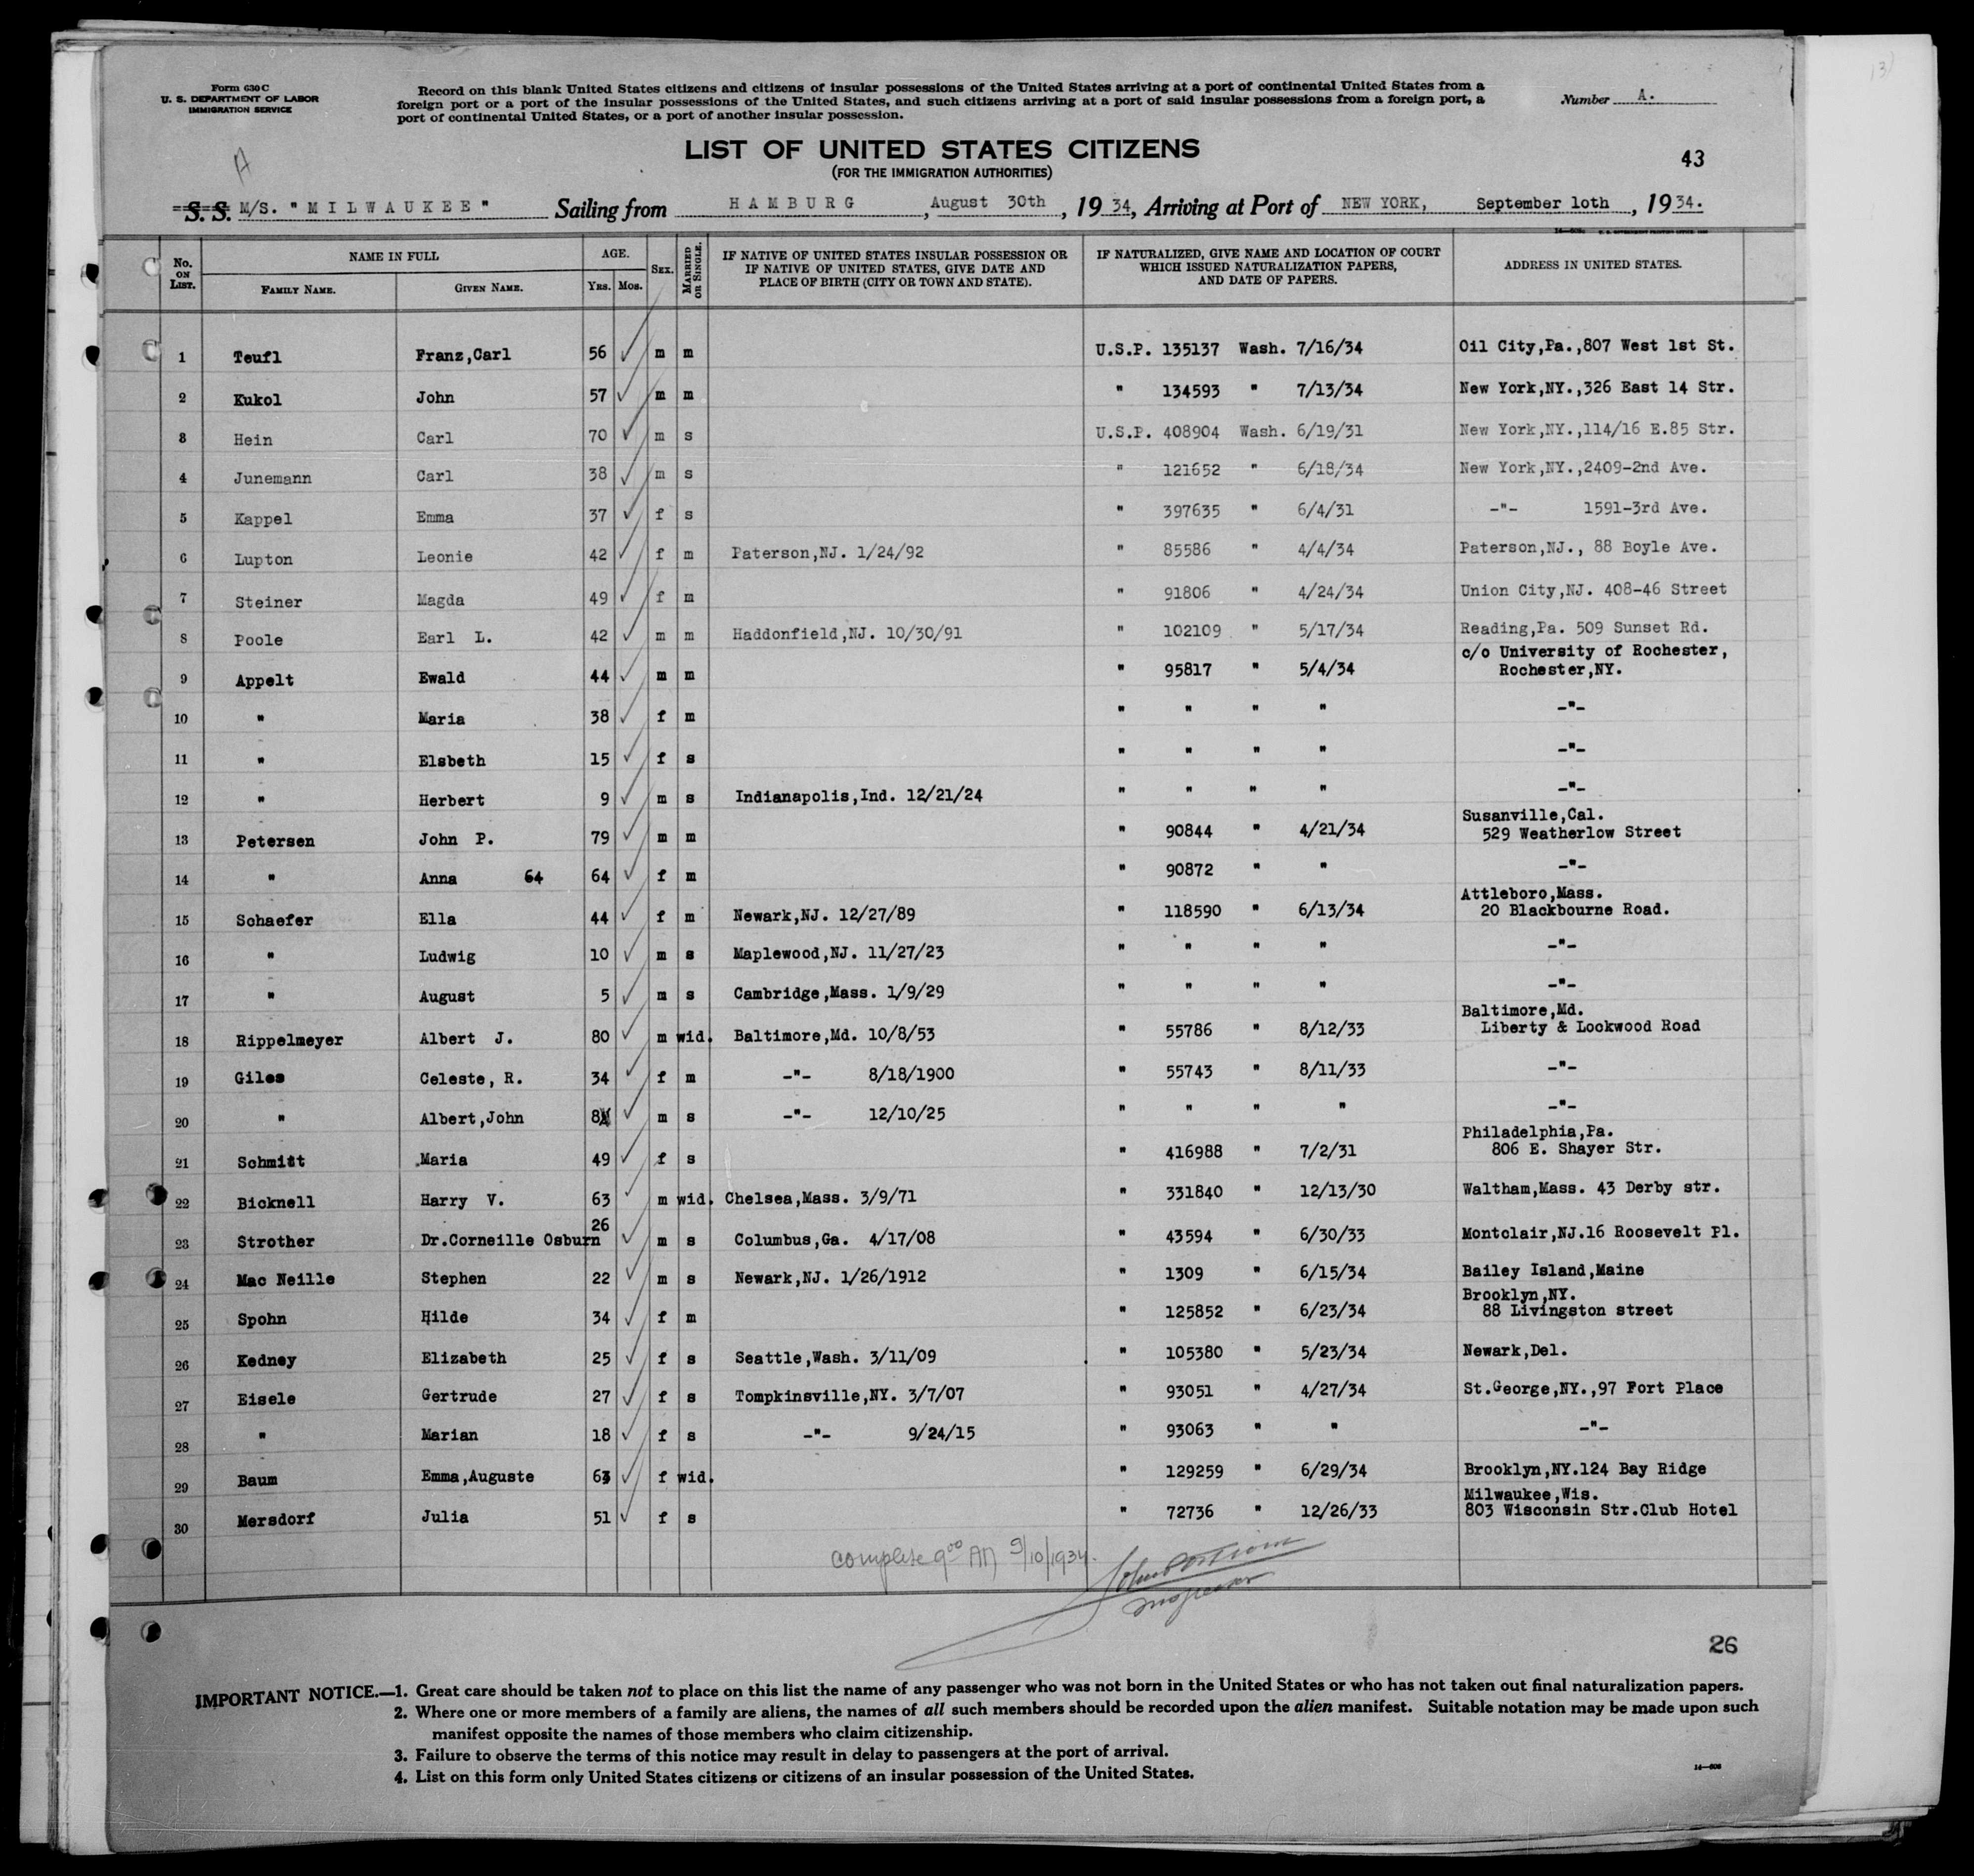 Form 630 C
U. S. DEPARTMENT OF LABOR
IMMIGRATION SERVICE
Record on this blank United States citizens and citizens of insular possessions of the United States arriving at a port of continental United States from a
foreign port or a port of the insular possessions of the United States, and such citizens arriving at a port of said insular possessions from a foreign port, a
port of continental United States, or a port of another insular possession.
Number A.
A
LIST OF UNITED STATES CITIZENS
(FOR THE IMMIGRATION AUTHORITIES)
43
S. S. M/S. "MILWAUKEE" Sailing from HAMBURG, August 30th, 1934, Arriving at Port of NEW YORK, September 1oth, 1934.
No. ON LIST. NAME IN FULL FAMILY NAME. GIVEN NAME. AGE. YRS. MOS. SEX. MARRIED OR SINGLE. IF NATIVE OF UNITED STATES INSULAR POSSESSION OR IF NATIVE OF UNITED STATES, GIVE DATE AND PLACE OF BIRTH (CITY OR TOWN AND STATE). IF NATURALIZED, GIVE NAME AND LOCATION OF COURT WHICH ISSUED NATURALIZATION PAPERS, AND DATE OF PAPERS. ADDRESS IN UNITED STATES.
1 Teufl Franz,Carl 56 m m U.S.P. 135137 Wash. 7/16/34 Oil City,Pa.,807 West 1st St.
2 Kukol John 57 m m " 134593 " 7/13/34 New York,NY.,326 East 14 Str.
3 Hein Carl 70 m s U.S.P. 408904 Wash. 6/19/31 New York,NY.,114/16 E.85 Str.
4 Junemann Carl 38 m s " 121652 " 6/18/34 New York,NY.,2409-2nd Ave.
5 Kappel Emma 37 f s " 397635 " 6/4/31 -"- 1591-3rd Ave.
6 Lupton Leonie 42 f m Paterson,NJ. 1/24/92 " 85586 " 4/4/34 Paterson,NJ., 88 Boyle Ave.
7 Steiner Magda 49 f m " 91806 " 4/24/34 Union City,NJ. 408-46 Street
8 Poole Earl L. 42 m m Haddonfield,NJ. 10/30/91 " 102109 " 5/17/34 Reading,Pa. 509 Sunset Rd.
9 Appelt Ewald 44 m m " 95817 " 5/4/34 c/o University of Rochester,
Rochester,NY.
10 " Maria 38 f m " " " " -"-
11 " Elsbeth 15 f s " " " " -"-
12 " Herbert 9 m s Indianapolis,Ind. 12/21/24 " " " " -"-
13 Petersen John P. 79 m m " 90844 " 4/21/34 Susanville,Cal.
529 Weatherlow Street
14 " Anna 64 64 f m " 90872 " " -"-
15 Schaefer Ella 44 f m Newark,NJ. 12/27/89 " 118590 " 6/13/34 Attleboro,Mass.
20 Blackbourne Road.
16 " Ludwig 10 m s Maplewood,NJ. 11/27/23 " " " " -"-
17 " August 5 m s Cambridge,Mass. 1/9/29 " " " " -"-
18 Rippelmeyer Albert J. 80 m wid. Baltimore,Md. 10/8/53 " 55786 " 8/12/33 Baltimore,Md.
Liberty & Lockwood Road
19 Giles Celeste, R. 34 f m -"- 8/18/1900 " 55743 " 8/11/33 -"-
20 " Albert,John 8 m s -"- 12/10/25 " " " " -"-
21 Schmitt Maria 49 f s " 416988 " 7/2/31 Philadelphia,Pa.
806 E. Shayer Str.
22 Bicknell Harry V. 63 m wid. Chelsea,Mass. 3/9/71 " 331840 " 12/13/30 Waltham,Mass. 43 Derby str.
23 Strother Dr.Corneille Osburn 26 m s Columbus,Ga. 4/17/08 " 43594 " 6/30/33 Montclair,NJ.16 Roosevelt Pl.
24 Mac Neille Stephen 22 m s Newark,NJ. 1/26/1912 " 1309 " 6/15/34 Bailey Island,Maine
25 Spohn Hilde 34 f m " 125852 " 6/23/34 Brooklyn,NY.
88 Livingston street
26 Kedney Elizabeth 25 f s Seattle,Wash. 3/11/09 " 105380 " 5/23/34 Newark,Del.
27 Eisele Gertrude 27 f s Tompkinsville,NY. 3/7/07 " 93051 " 4/27/34 St.George,NY.,97 Fort Place
28 " Marian 18 f s -"- 9/24/15 " 93063 " " -"-
29 Baum Emma,Auguste 63 f wid. " 129259 " 6/29/34 Brooklyn,NY.124 Bay Ridge
30 Mersdorf Julia 51 f s " 72736 " 12/26/33 Milwaukee,Wis.
803 Wisconsin Str.Club Hotel
complete 9 00 AM 9/10/1934.
Inspector
26
IMPORTANT NOTICE.—1. Great care should be taken not to place on this list the name of any passenger who was not born in the United States or who has not taken out final naturalization papers.
2. Where one or more members of a family are aliens, the names of all such members should be recorded upon the alien manifest. Suitable notation may be made upon such
manifest opposite the names of those members who claim citizenship.
3. Failure to observe the terms of this notice may result in delay to passengers at the port of arrival.
4. List on this form only United States citizens or citizens of an insular possession of the United States.